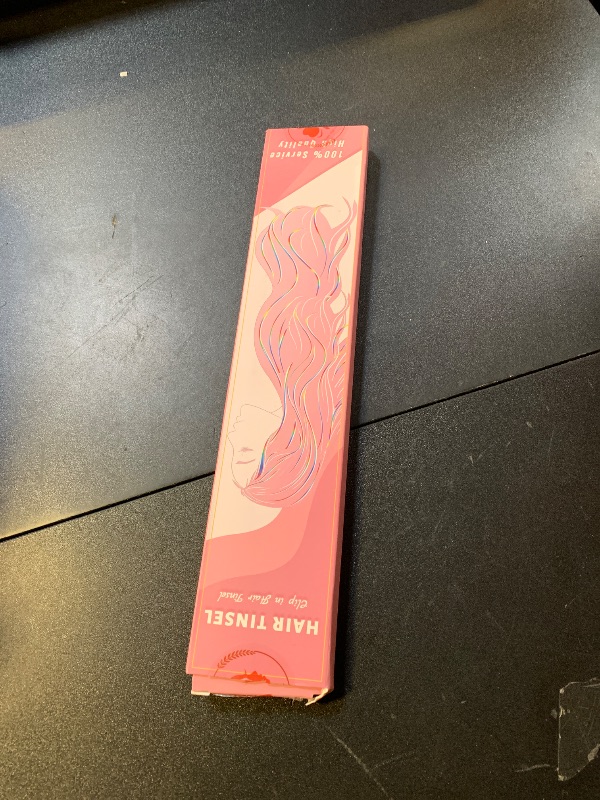 HAIR TINSEL
Clip in Hair Tinsel
100% Service
High Quality